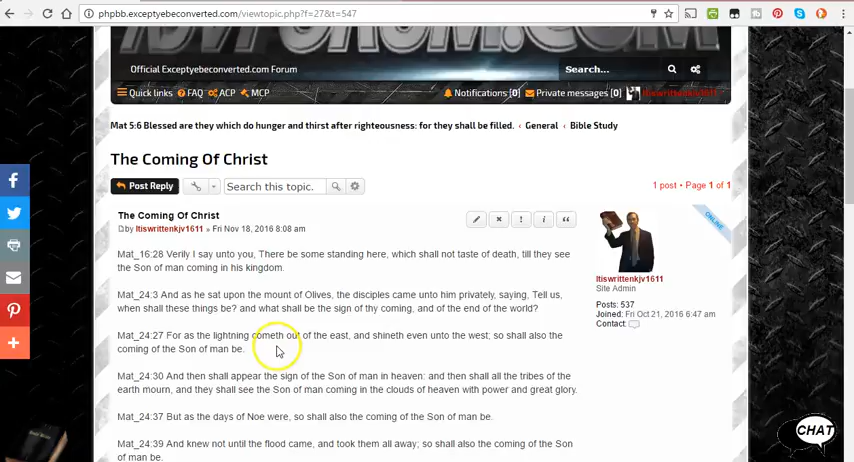 phpbb.exceptyebeconverted.com/viewtopic.php?f=27&t=547
Official Exceptyebeconverted.com Forum
Search...
Quick links FAQ ACP MCP
Notifications [0] Private messages [0] Itiswrittenkjv1611
Mat 5:6 Blessed are they which do hunger and thirst after righteousness: for they shall be filled. ‹ General ‹ Bible Study
The Coming Of Christ
Post Reply
Search this topic.
1 post • Page 1 of 1
The Coming Of Christ
by Itiswrittenkjv1611 » Fri Nov 18, 2016 8:08 am
ONLINE
Mat_16:28 Verily I say unto you, There be some standing here, which shall not taste of death, till they see
the Son of man coming in his kingdom.
Mat_24:3 And as he sat upon the mount of Olives, the disciples came unto him privately, saying, Tell us,
when shall these things be? and what shall be the sign of thy coming, and of the end of the world?
Mat_24:27 For as the lightning cometh out of the east, and shineth even unto the west; so shall also the
coming of the Son of man be.
Mat_24:30 And then shall appear the sign of the Son of man in heaven: and then shall all the tribes of the
earth mourn, and they shall see the Son of man coming in the clouds of heaven with power and great glory.
Mat_24:37 But as the days of Noe were, so shall also the coming of the Son of man be.
Mat_24:39 And knew not until the flood came, and took them all away; so shall also the coming of the Son
of man be.
Itiswrittenkjv1611
Site Admin
Posts: 537
Joined: Fri Oct 21, 2016 6:47 am
Contact:
CHAT